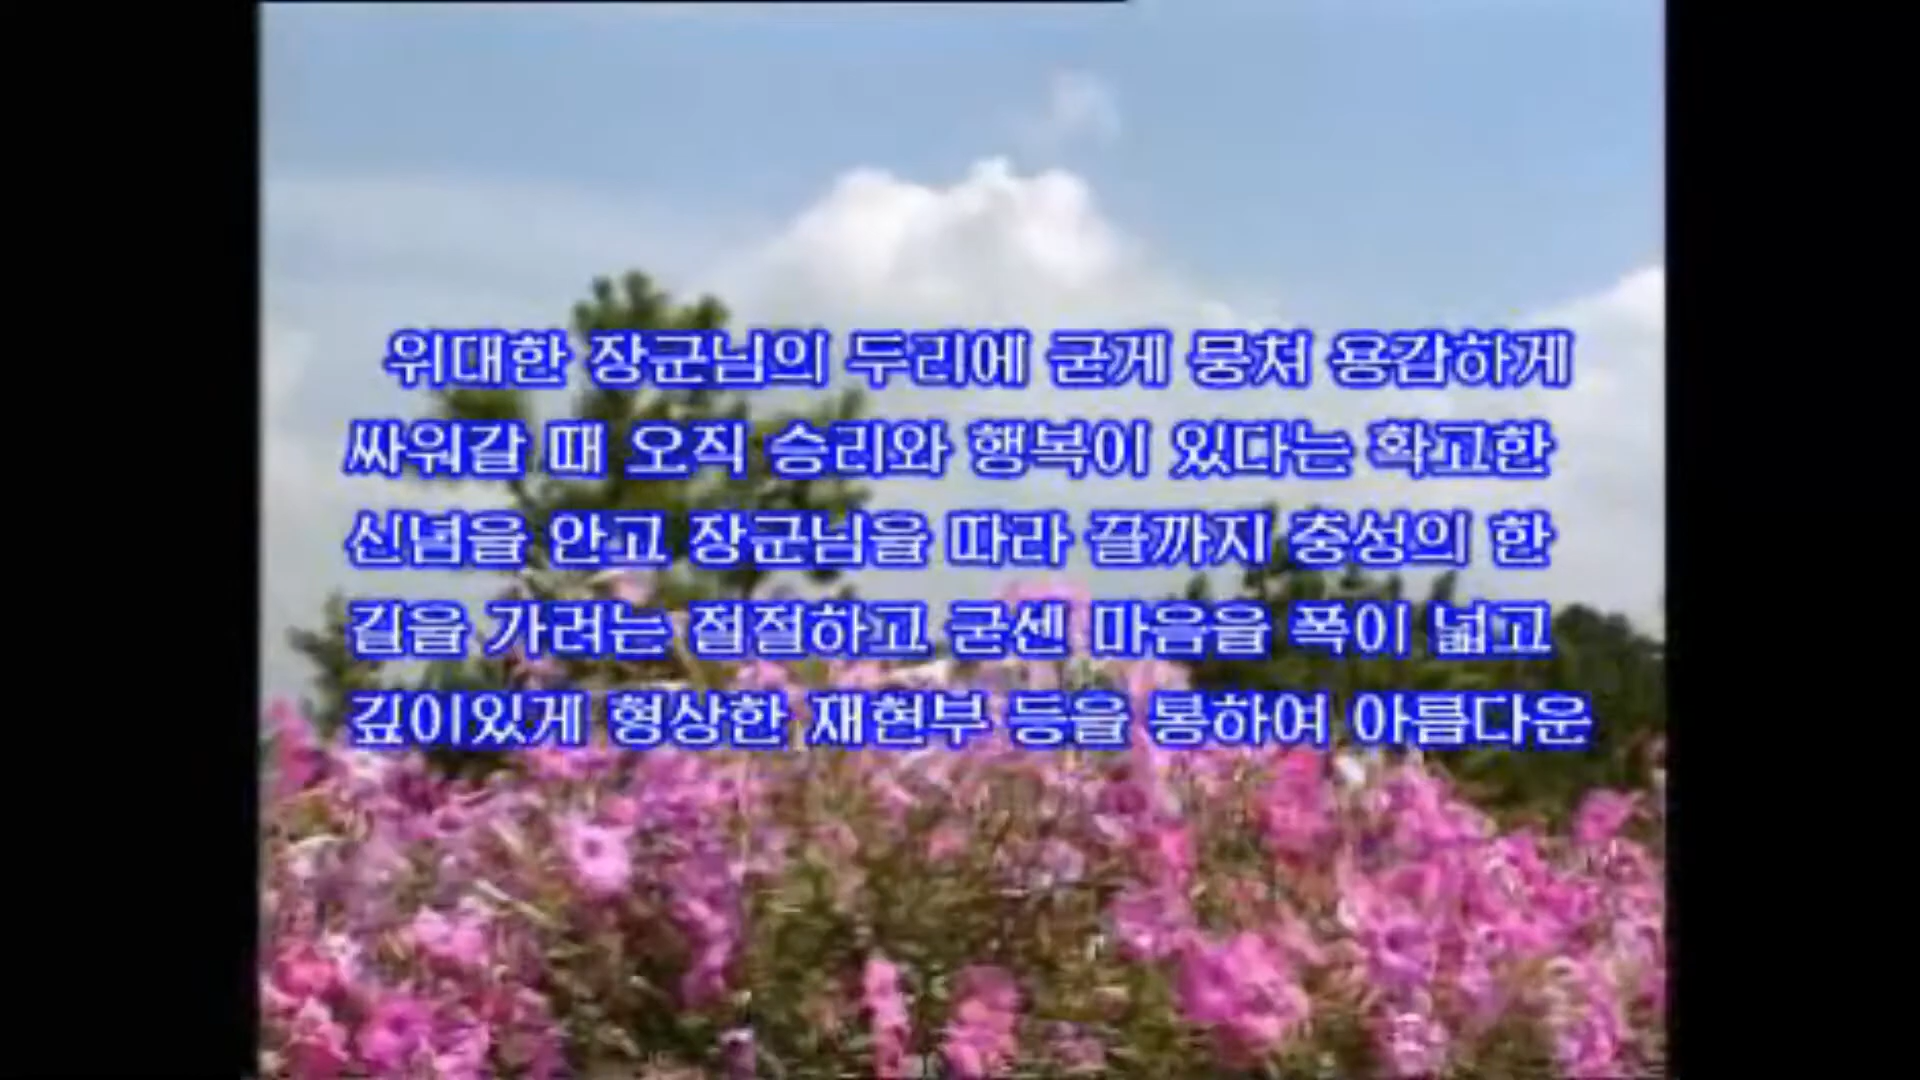 위대한 장군님의 두리에 굳게 뭉쳐 용감하게
싸워갈 때 오직 승리와 행복이 있다는 확고한
신념을 안고 장군님을 따라 끝까지 충성의 한
길을 가려는 절절하고 굳센 마음을 폭이 넓고
깊이있게 형상한 재현부 등을 통하여 아름다운